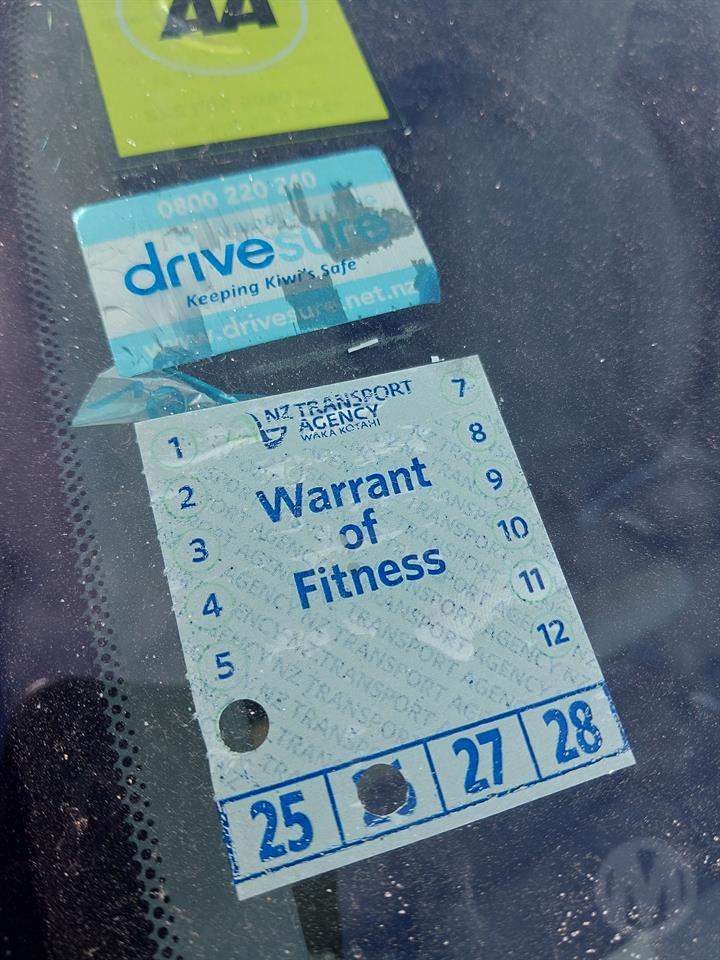 AA
0800 220 240
drivesure
Keeping Kiwi's Safe
www.drivesure.net.nz
NZ TRANSPORT
AGENCY
WAKA KOTAHI
Warrant
of
Fitness
1
2
3
4
5
7
8
9
10
11
12
25
27
28
M